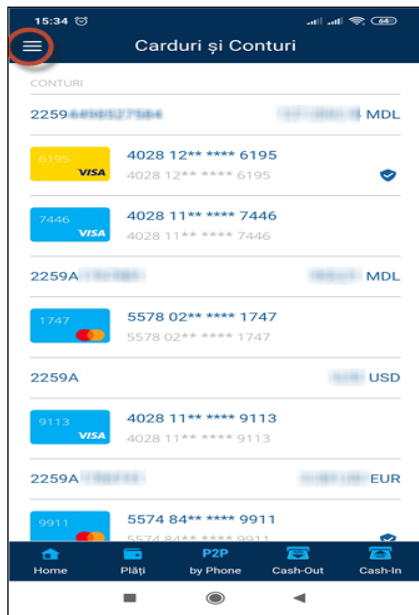 15:34 64
Carduri și Conturi
CONTURI
2259 MDL
6195 VISA 4028 12** **** 6195
4028 12** **** 6195
7446 VISA 4028 11** **** 7446
4028 11** **** 7446
2259A MDL
1747 5578 02** **** 1747
5578 02** **** 1747
2259A USD
9113 VISA 4028 11** **** 9113
4028 11** **** 9113
2259A EUR
9911 5574 84** **** 9911
5574 84** **** 9911
Home Plăți P2P by Phone Cash-Out Cash-In